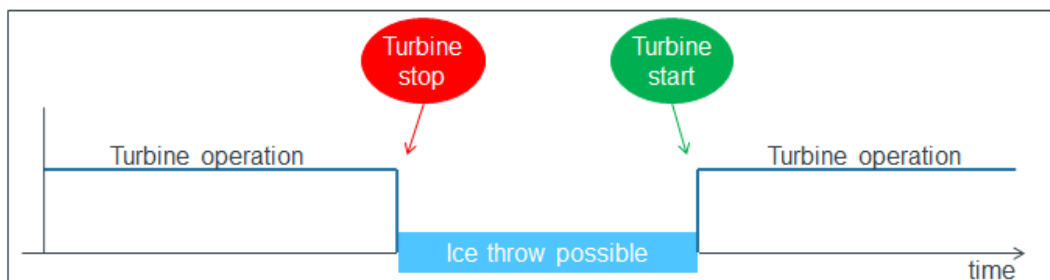 Turbine
stop
Turbine
start
Turbine operation
Turbine operation
Ice throw possible
time